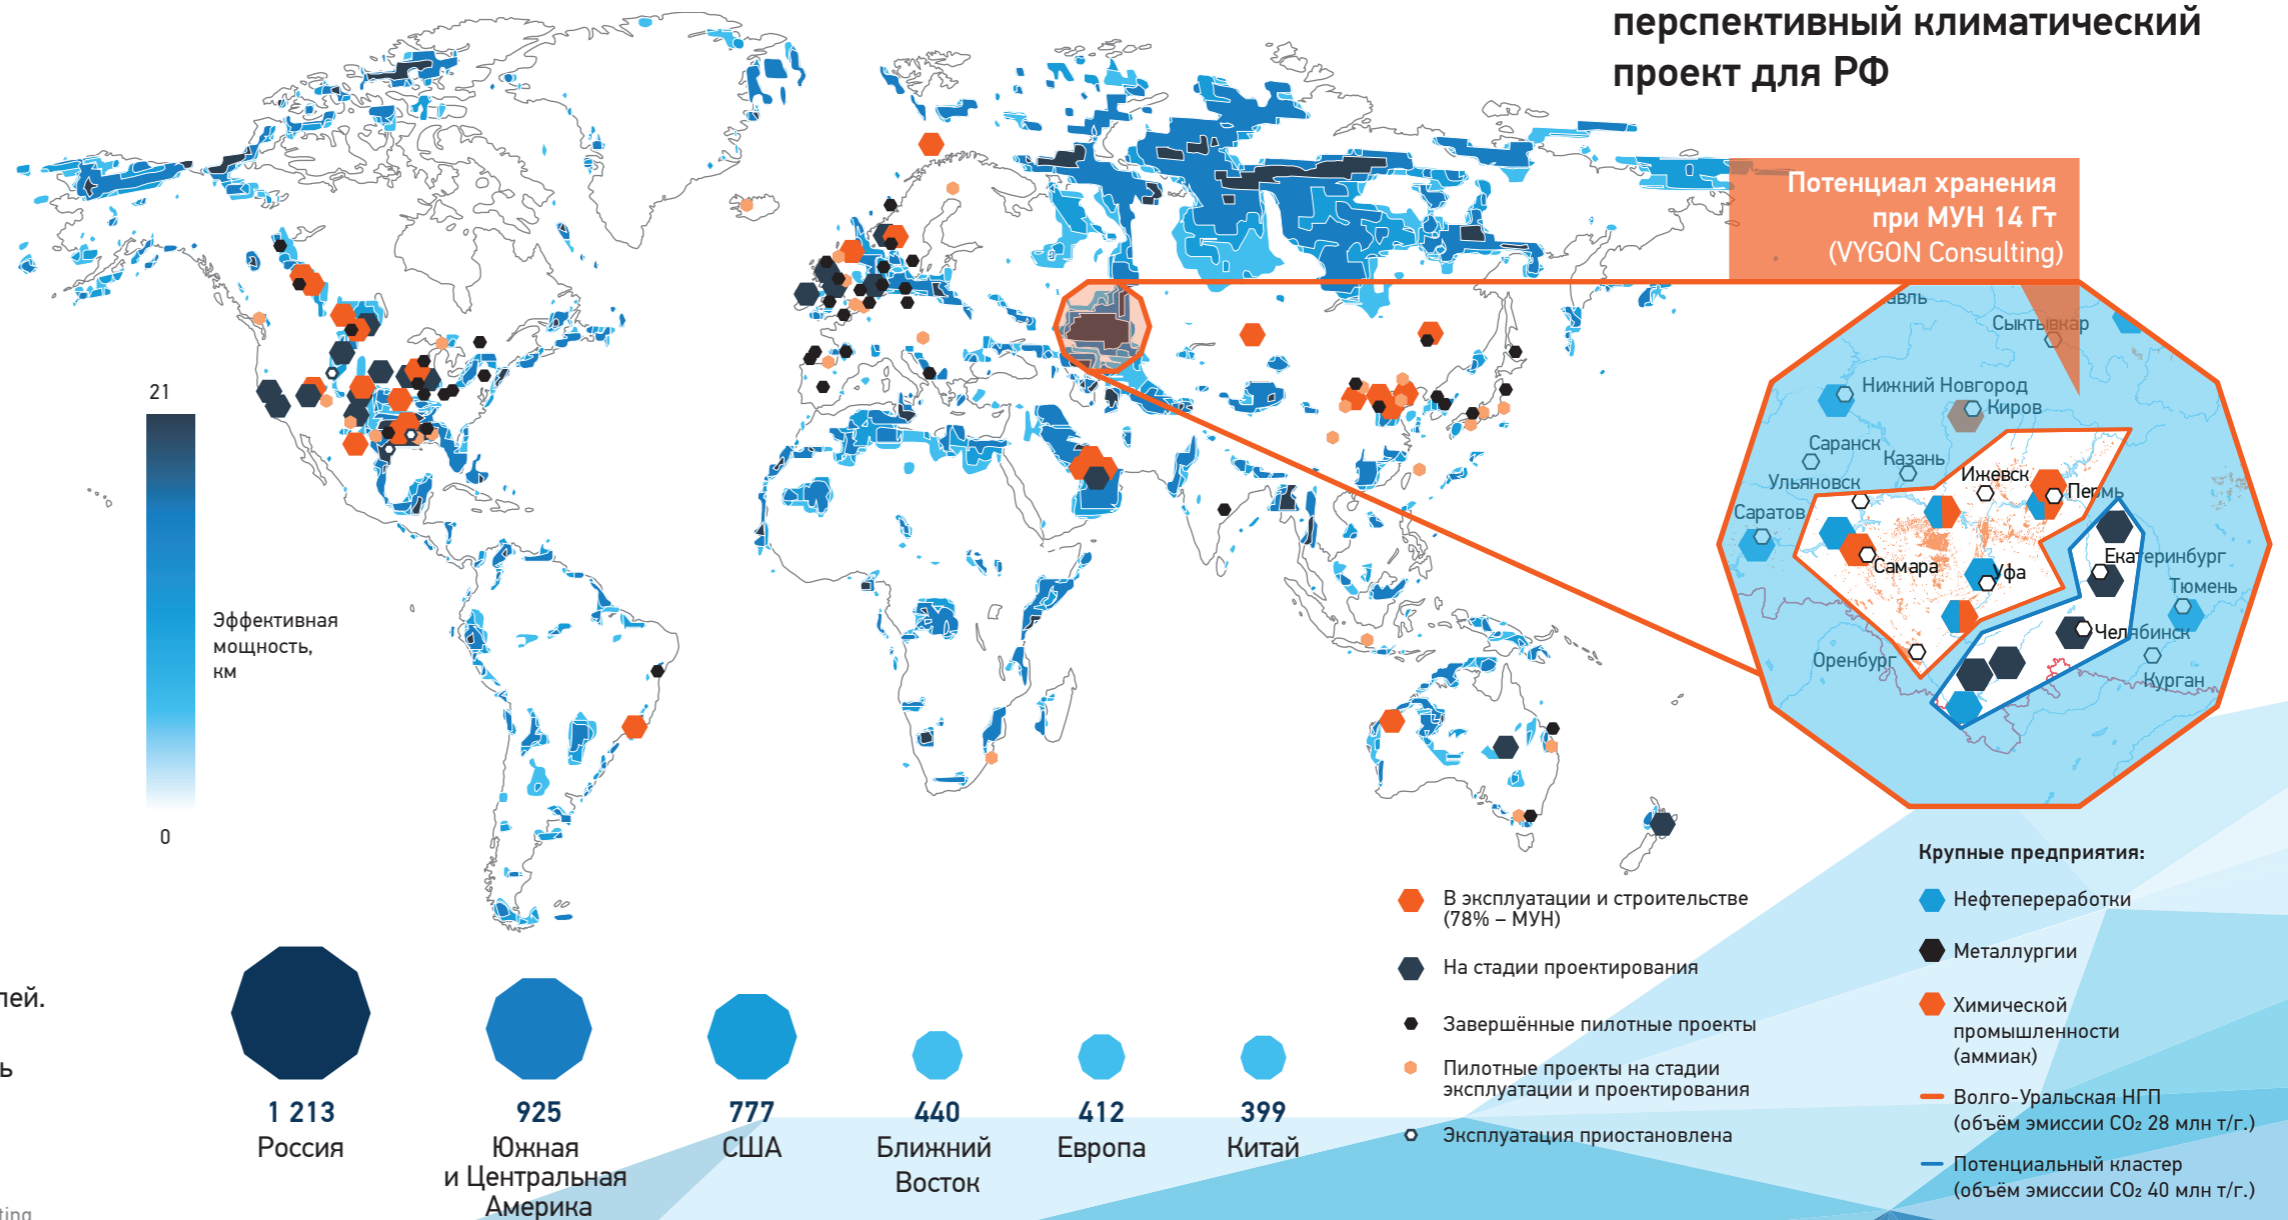 перспективный климатический
проект для РФ
Потенциал хранения
при МУН 14 Гт
(VYGON Consulting)
авль
Сыктывкар
Нижний Новгород
Киров
Саранск
Казань
Ульяновск
Ижевск
Пермь
Саратов
Самара
Уфа
Екатеринбург
Тюмень
Челябинск
Оренбург
Курган
21
Эффективная
мощность,
км
0
лей.
ь
ting
1 213
Россия
925
Южная
и Центральная
Америка
777
США
440
Ближний
Восток
412
Европа
399
Китай
В эксплуатации и строительстве
(78% – МУН)
На стадии проектирования
Завершённые пилотные проекты
Пилотные проекты на стадии
эксплуатации и проектирования
Эксплуатация приостановлена
Крупные предприятия:
Нефтепереработки
Металлургии
Химической
промышленности
(аммиак)
Волго-Уральская НГП
(объём эмиссии CO₂ 28 млн т/г.)
Потенциальный кластер
(объём эмиссии CO₂ 40 млн т/г.)